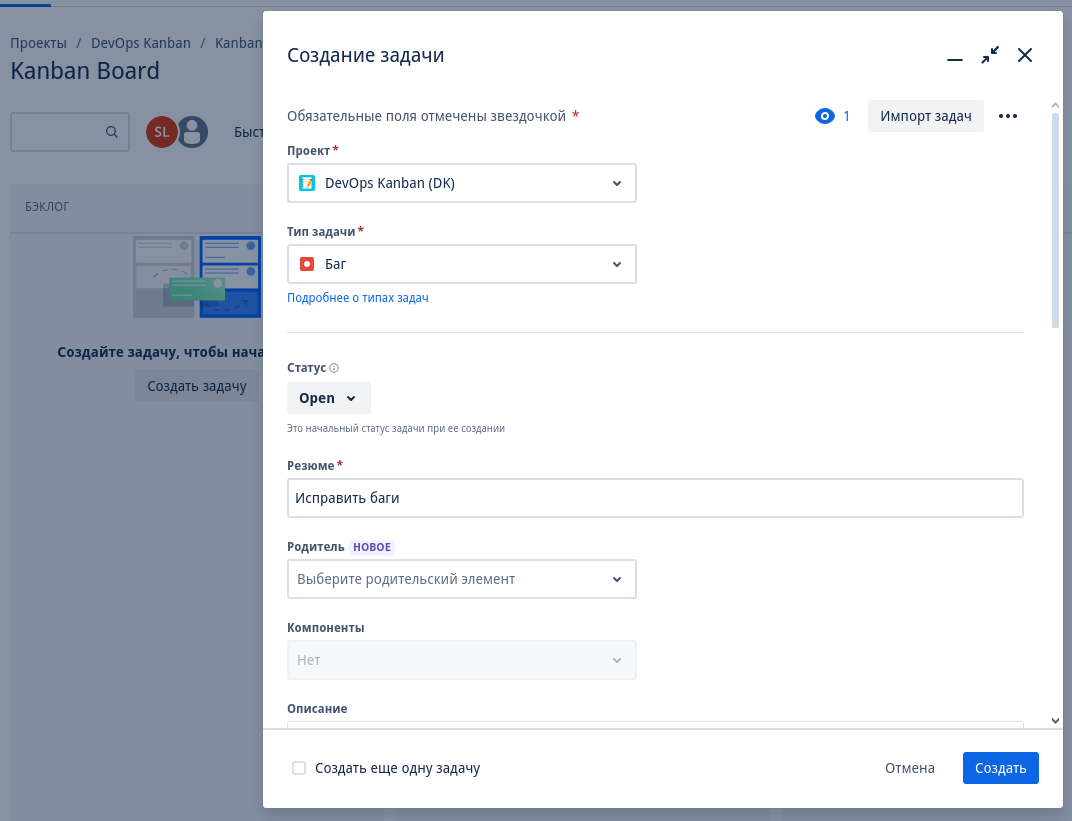 Проекты / DevOps Kanban / Kanban
Kanban Board
SL
Быст
БЭКЛОГ
Создайте задачу, чтобы нача
Создать задачу
Создание задачи
Обязательные поля отмечены звездочкой *
1
Импорт задач
Проект*
DevOps Kanban (DK)
Тип задачи*
Баг
Подробнее о типах задач
Статус
Open
Это начальный статус задачи при ее создании
Резюме*
Исправить баги
Родитель НОВОЕ
Выберите родительский элемент
Компоненты
Нет
Описание
Создать еще одну задачу
Отмена
Создать